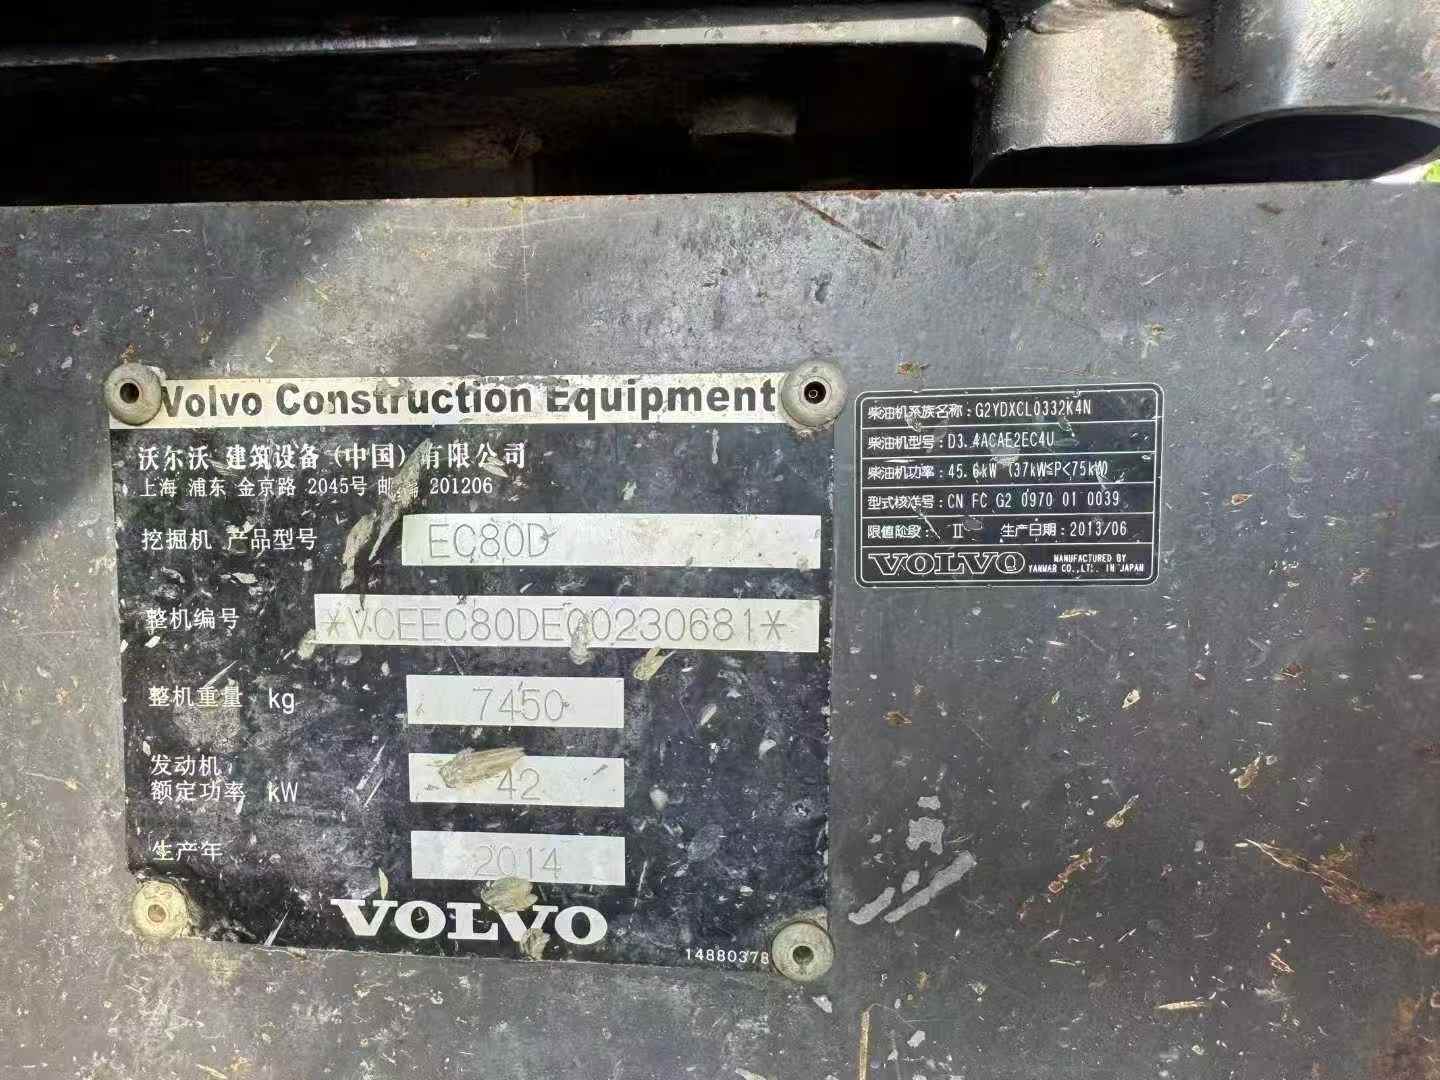 Volvo Construction Equipment
沃尔沃 建筑设备（中国）有限公司
上海 浦东 金京路 2045号 邮 201206
挖掘机 产品型号 EC80D
整机编号 *VCEEC80DE00230681*
整机重量 kg 7450
发动机
额定功率 kW 42
生产年 2014
VOLVO
14880378
柴油机系族名称：G2YDXCL0332K4N
柴油机型号：D3.4ACAE2EC4U
柴油机功率：45.6kW (37kW≤P<75kW)
型式核准号：CN FC G2 0970 01 0039
限值阶段： II 生产日期：2013/06
VOLVO MANUFACTURED BY
YANMAR CO.,LTD. IN JAPAN